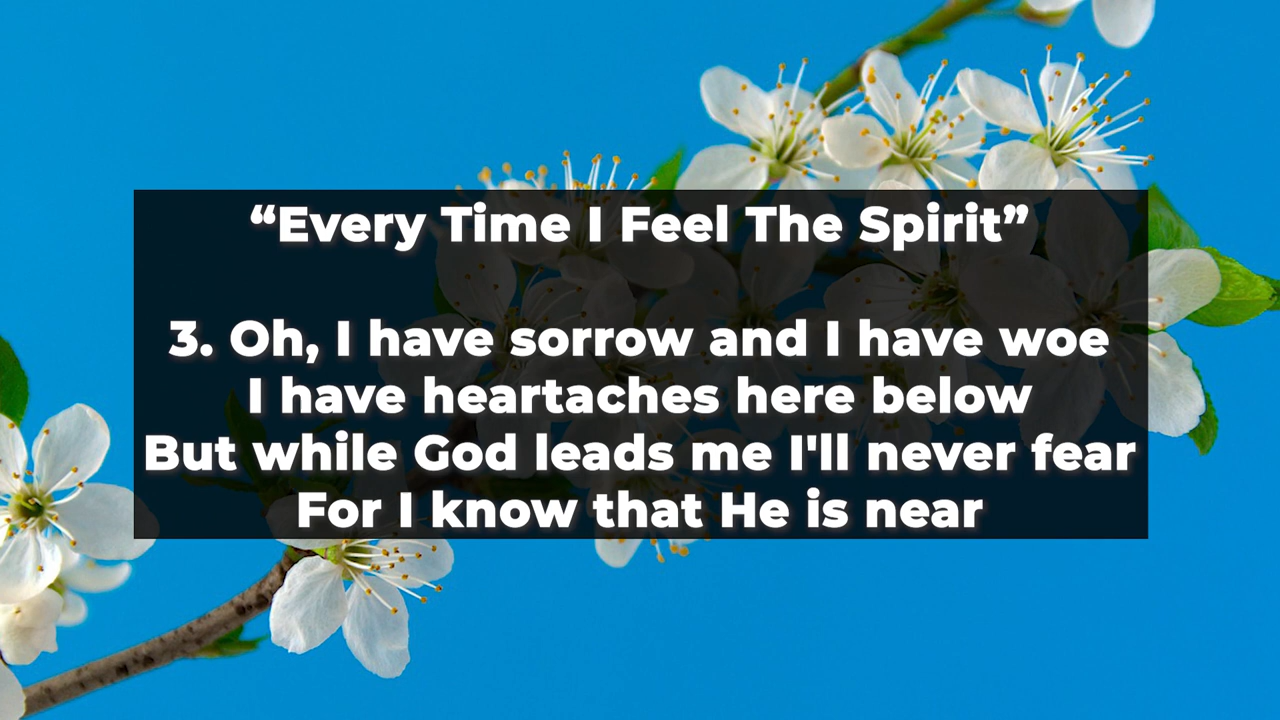 “Every Time I Feel The Spirit”
3. Oh, I have sorrow and I have woe
I have heartaches here below
But while God leads me I'll never fear
For I know that He is near